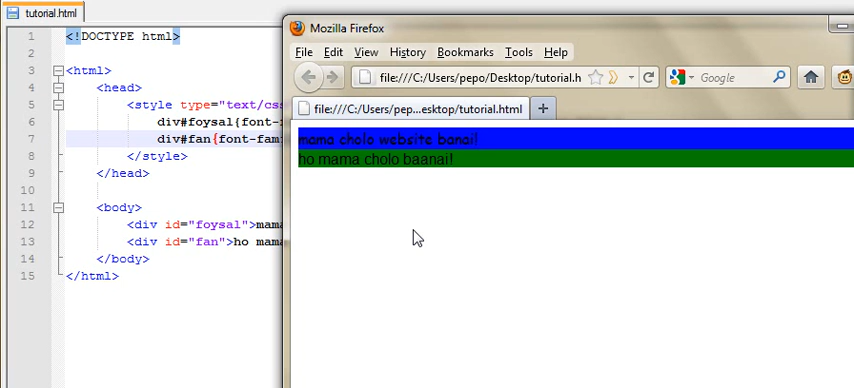 tutorial.html
1 <!DOCTYPE html>
2
3 <html>
4 <head>
5 <style type="text/css
6 div#foysal{font-
7 div#fan{font-fam
8 </style>
9 </head>
10
11 <body>
12 <div id="foysal">mama
13 <div id="fan">ho mama
14 </body>
15 </html>
Mozilla Firefox
File Edit View History Bookmarks Tools Help
file:///C:/Users/pepo/Desktop/tutorial.h
Google
file:///C:/Users/pep...esktop/tutorial.html
mama cholo website banai!
ho mama cholo baanai!